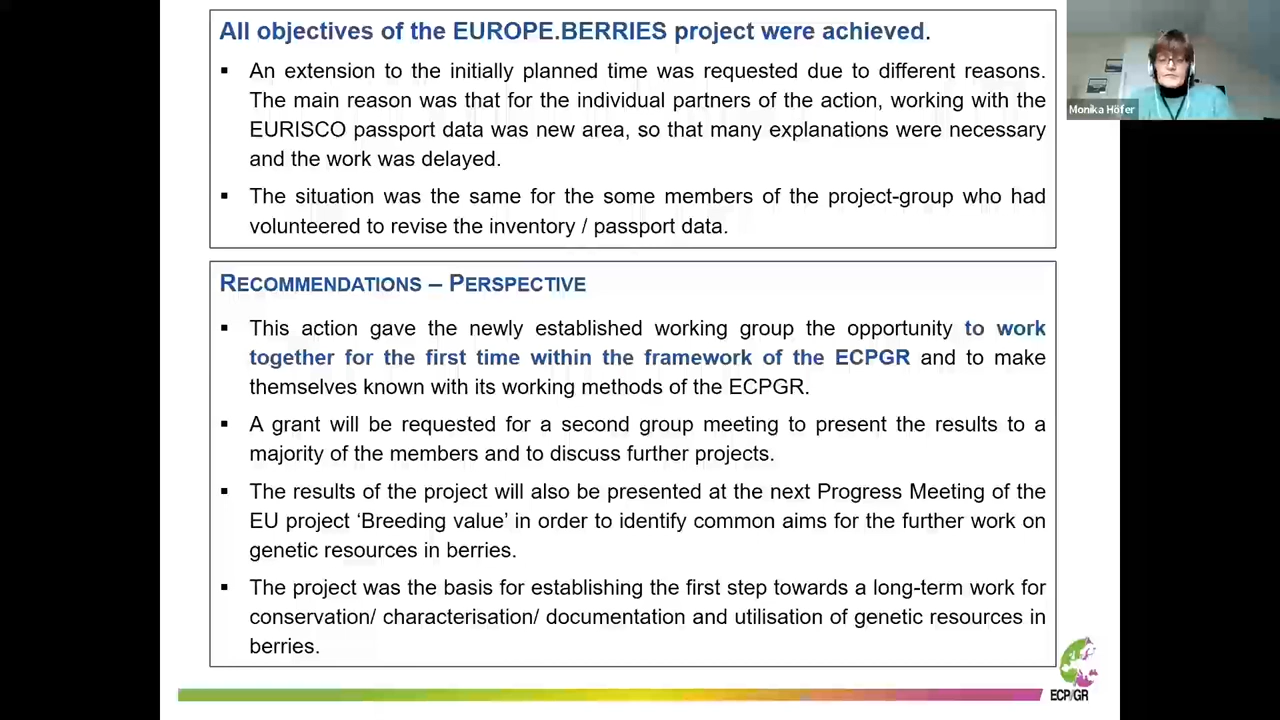 All objectives of the EUROPE.BERRIES project were achieved.
▪ An extension to the initially planned time was requested due to different reasons.
The main reason was that for the individual partners of the action, working with the
EURISCO passport data was new area, so that many explanations were necessary
and the work was delayed.
▪ The situation was the same for the some members of the project-group who had
volunteered to revise the inventory / passport data.
Monika Höfer
RECOMMENDATIONS – PERSPECTIVE
▪ This action gave the newly established working group the opportunity to work
together for the first time within the framework of the ECPGR and to make
themselves known with its working methods of the ECPGR.
▪ A grant will be requested for a second group meeting to present the results to a
majority of the members and to discuss further projects.
▪ The results of the project will also be presented at the next Progress Meeting of the
EU project ‘Breeding value’ in order to identify common aims for the further work on
genetic resources in berries.
▪ The project was the basis for establishing the first step towards a long-term work for
conservation/ characterisation/ documentation and utilisation of genetic resources in
berries.
ECP/GR